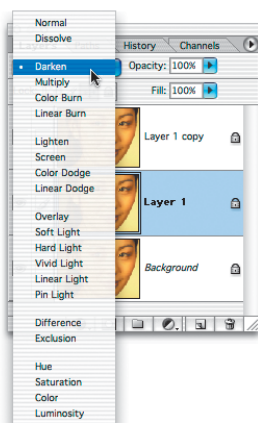 Normal
Dissolve
History Channels
Darken
Opacity: 100%
Multiply
Color Burn
Fill: 100%
Linear Burn
Lighten
Layer 1 copy
Screen
Color Dodge
Linear Dodge
Layer 1
Overlay
Soft Light
Hard Light
Vivid Light
Background
Linear Light
Pin Light
Difference
Exclusion
Hue
Saturation
Color
Luminosity